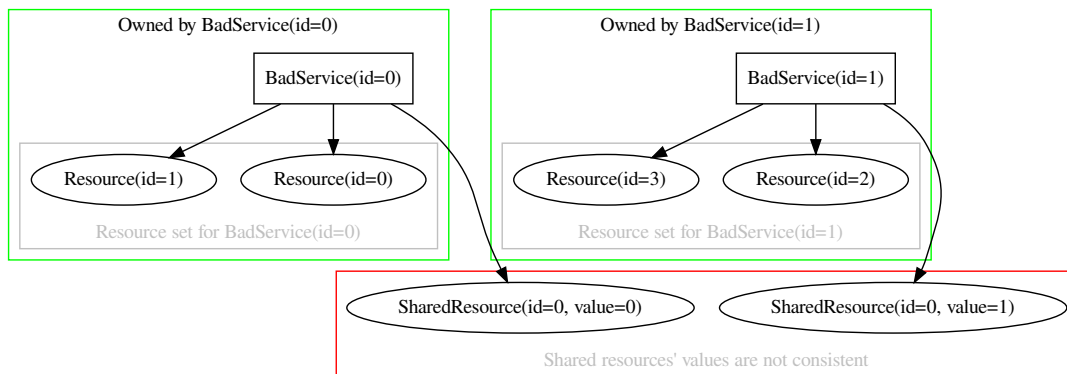 Owned by BadService(id=0)
BadService(id=0)
Resource(id=1)
Resource(id=0)
Resource set for BadService(id=0)
Owned by BadService(id=1)
BadService(id=1)
Resource(id=3)
Resource(id=2)
Resource set for BadService(id=1)
SharedResource(id=0, value=0)
SharedResource(id=0, value=1)
Shared resources' values are not consistent